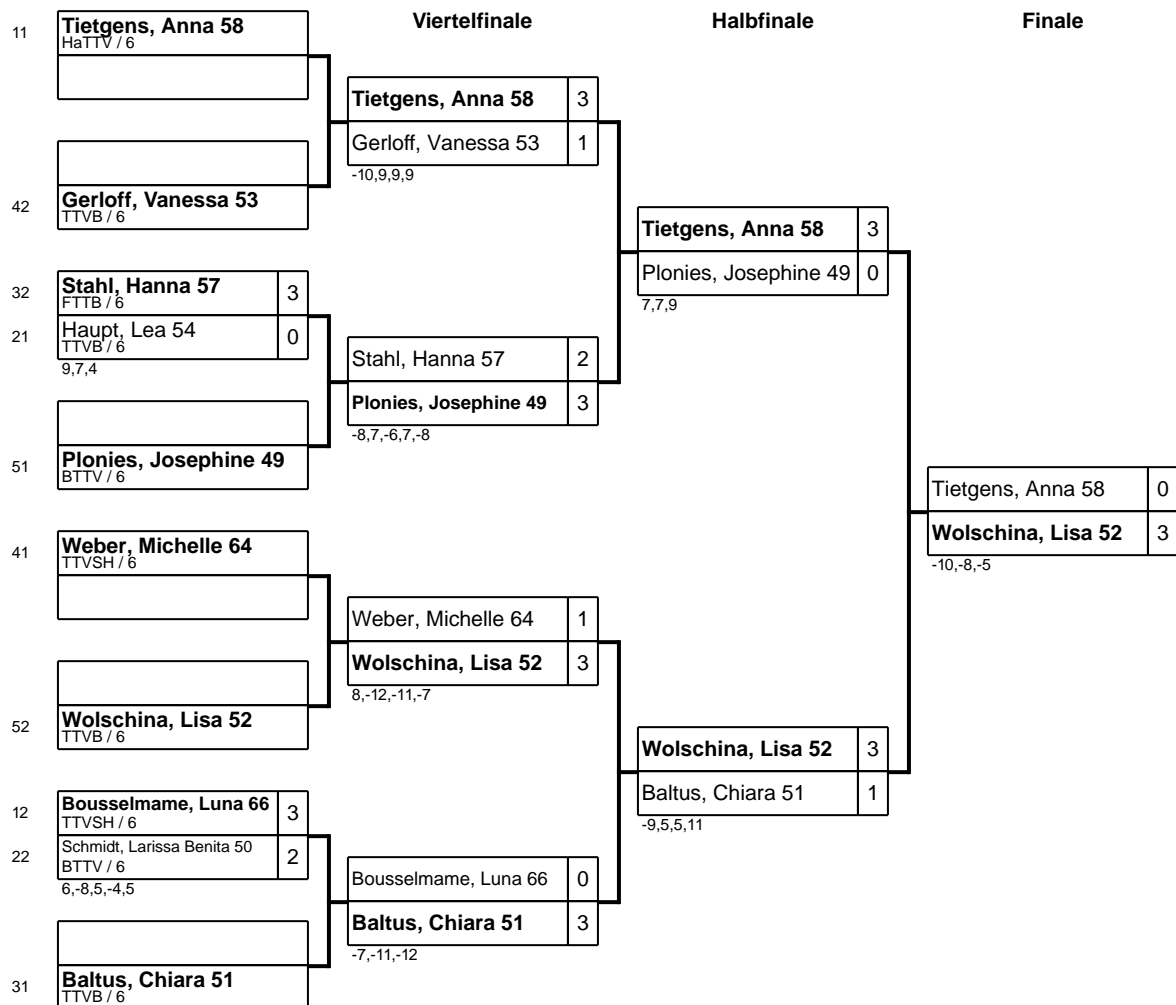 Viertelfinale
Halbfinale
Finale
11
Tietgens, Anna 58
HaTTV / 6
42
Gerloff, Vanessa 53
TTVB / 6
32
Stahl, Hanna 57
FTTB / 6
3
21
Haupt, Lea 54
TTVB / 6
0
9,7,4
51
Plonies, Josephine 49
BTTV / 6
41
Weber, Michelle 64
TTVSH / 6
52
Wolschina, Lisa 52
TTVB / 6
12
Bousselmame, Luna 66
TTVSH / 6
3
22
Schmidt, Larissa Benita 50
BTTV / 6
2
6,-8,5,-4,5
31
Baltus, Chiara 51
TTVB / 6
Tietgens, Anna 58 3
Gerloff, Vanessa 53 1
-10,9,9,9
Stahl, Hanna 57 2
Plonies, Josephine 49 3
-8,7,-6,7,-8
Weber, Michelle 64 1
Wolschina, Lisa 52 3
8,-12,-11,-7
Bousselmame, Luna 66 0
Baltus, Chiara 51 3
-7,-11,-12
Tietgens, Anna 58 3
Plonies, Josephine 49 0
7,7,9
Wolschina, Lisa 52 3
Baltus, Chiara 51 1
-9,5,5,11
Tietgens, Anna 58 0
Wolschina, Lisa 52 3
-10,-8,-5